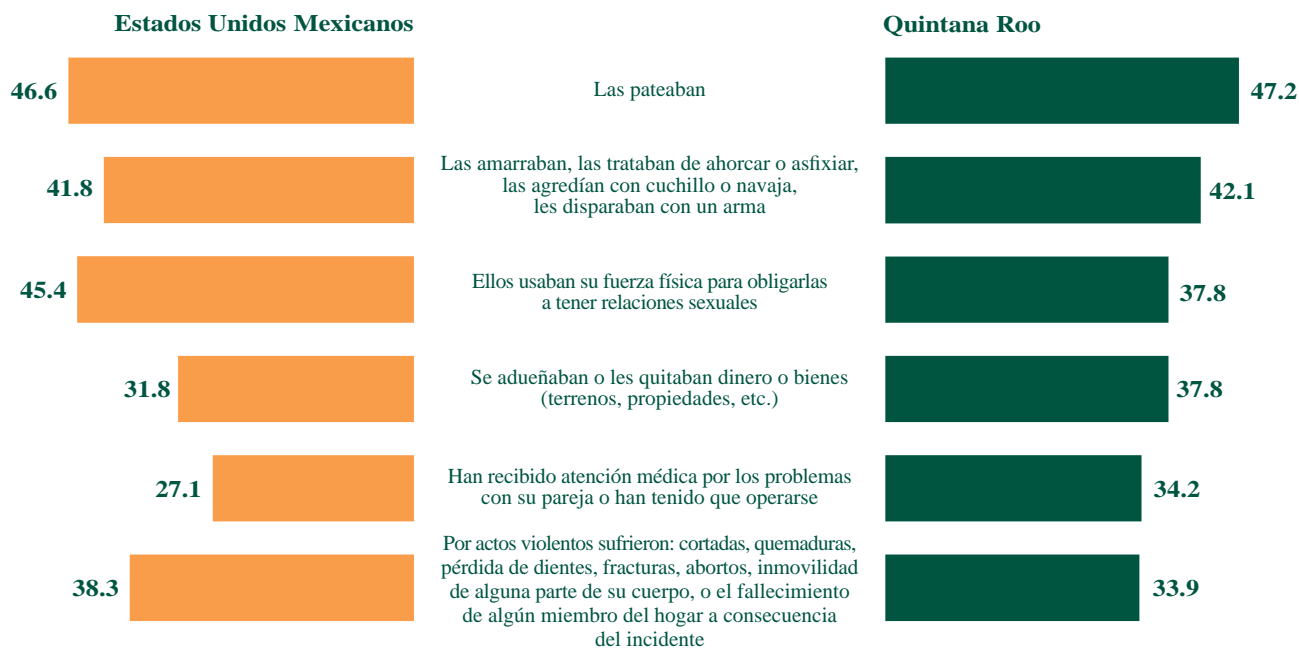 Estados Unidos Mexicanos
Quintana Roo
46.6
Las pateaban
47.2
41.8
Las amarraban, las trataban de ahorcar o asfixiar,
las agredían con cuchillo o navaja,
les disparaban con un arma
42.1
45.4
Ellos usaban su fuerza física para obligarlas
a tener relaciones sexuales
37.8
31.8
Se adueñaban o les quitaban dinero o bienes
(terrenos, propiedades, etc.)
37.8
27.1
Han recibido atención médica por los problemas
con su pareja o han tenido que operarse
34.2
38.3
Por actos violentos sufrieron: cortadas, quemaduras,
pérdida de dientes, fracturas, abortos, inmovilidad
de alguna parte de su cuerpo, o el fallecimiento
de algún miembro del hogar a consecuencia
del incidente
33.9